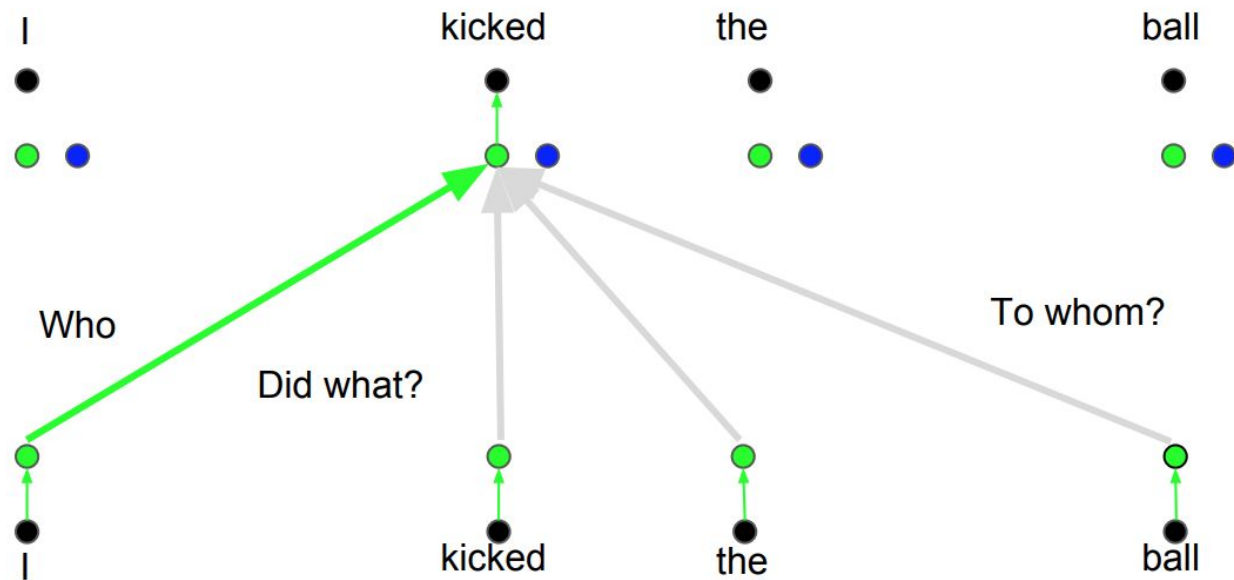 I kicked the ball
Who
Did what?
To whom?
I kicked the ball